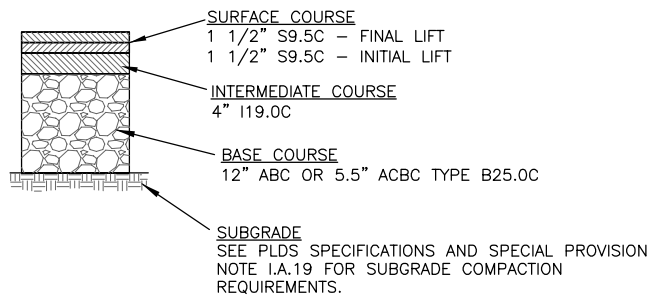 SURFACE COURSE
1 1/2" S9.5C – FINAL LIFT
1 1/2" S9.5C – INITIAL LIFT
INTERMEDIATE COURSE
4" I19.0C
BASE COURSE
12" ABC OR 5.5" ACBC TYPE B25.0C
SUBGRADE
SEE PLDS SPECIFICATIONS AND SPECIAL PROVISION
NOTE I.A.19 FOR SUBGRADE COMPACTION
REQUIREMENTS.